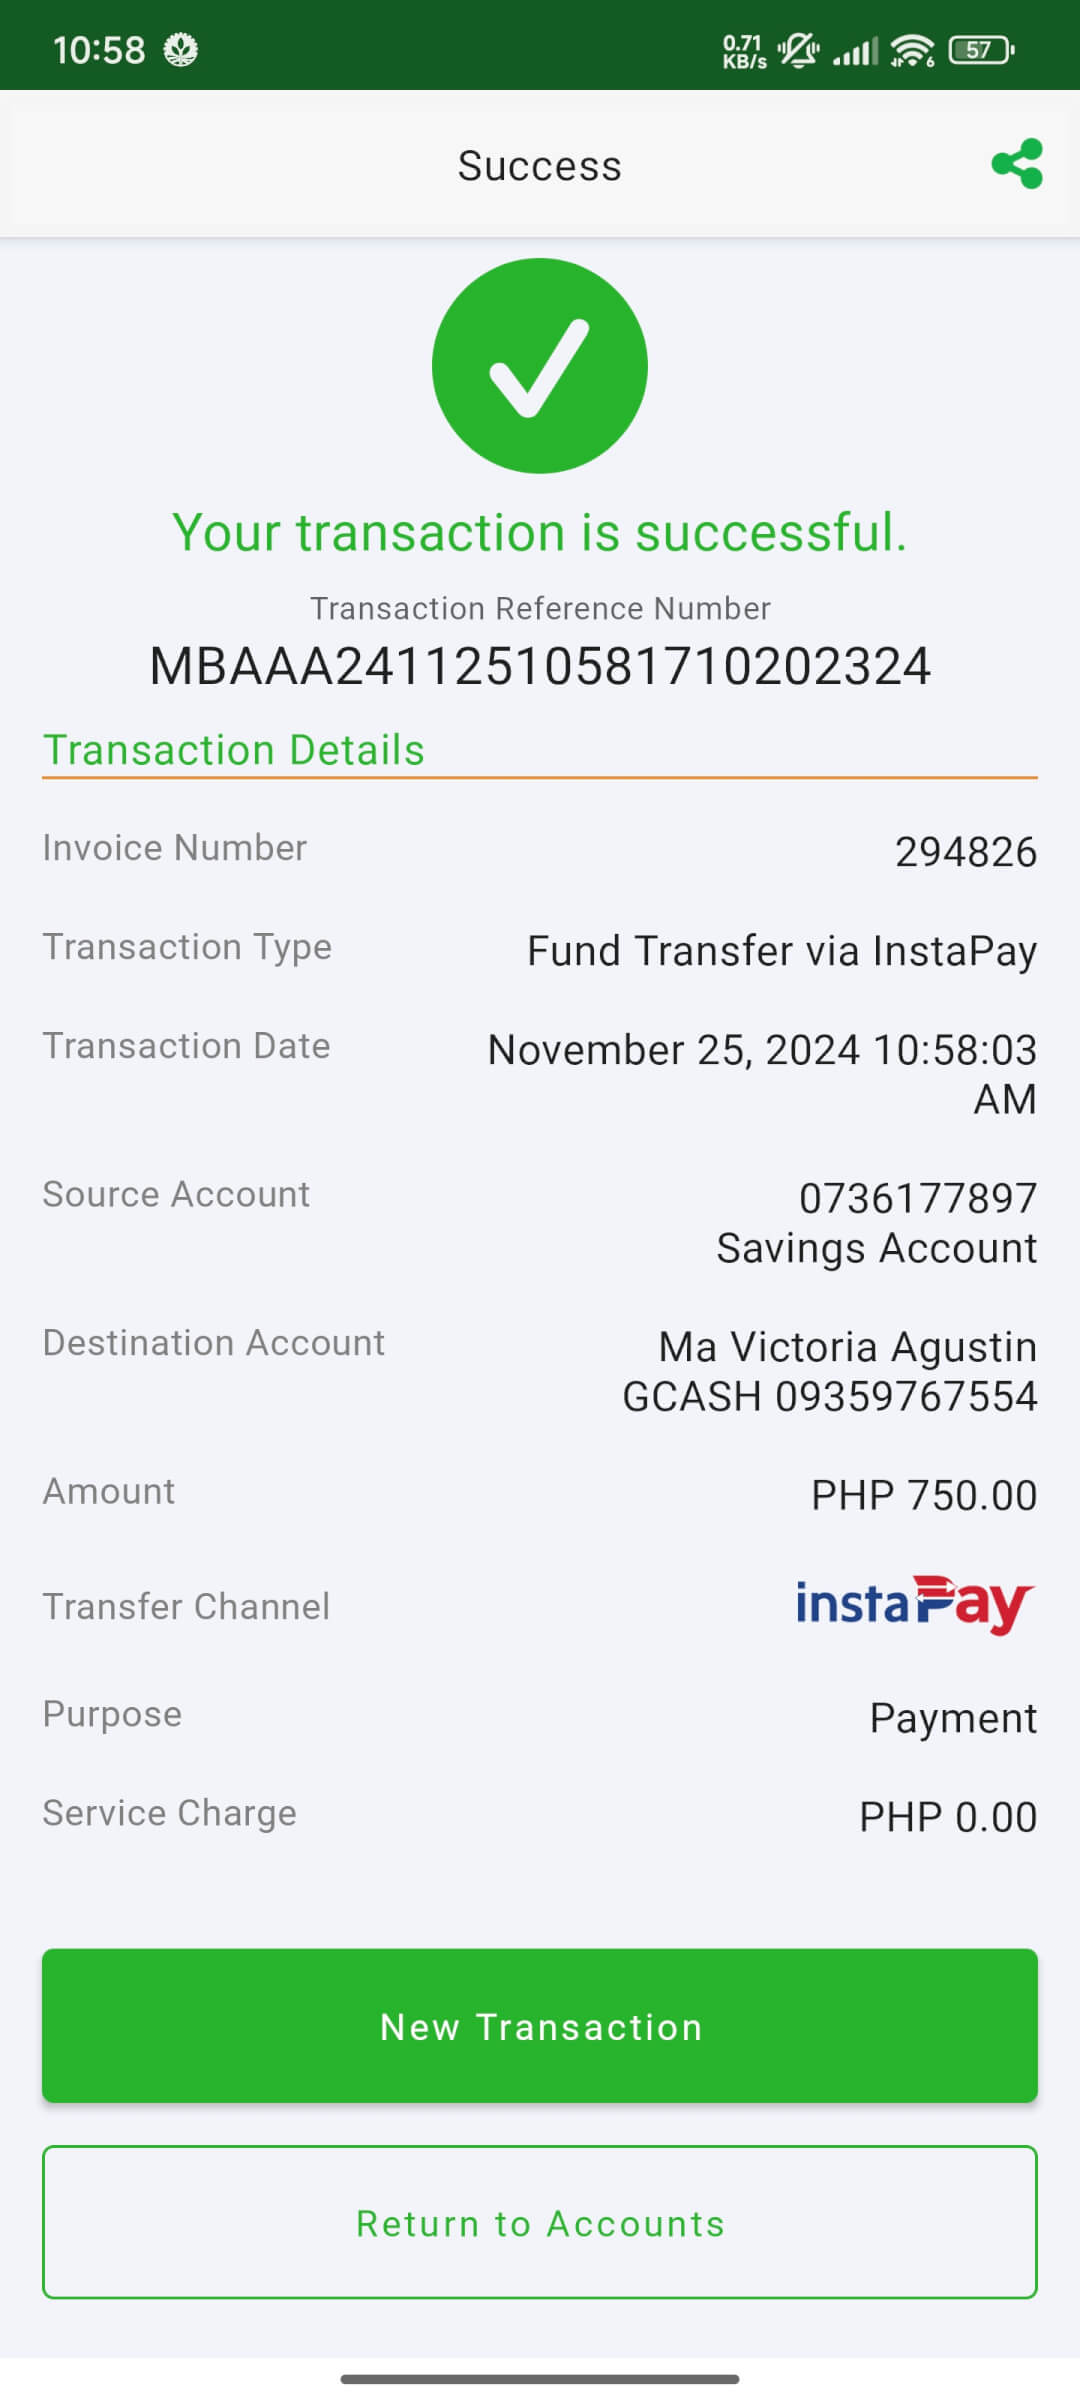 10:58
0.71
KB/s
6
57
Success
Your transaction is successful.
Transaction Reference Number
MBAAA24112510581710202324
Transaction Details
Invoice Number 294826
Transaction Type Fund Transfer via InstaPay
Transaction Date November 25, 2024 10:58:03
AM
Source Account 0736177897
Savings Account
Destination Account Ma Victoria Agustin
GCASH 09359767554
Amount PHP 750.00
Transfer Channel instaPay
Purpose Payment
Service Charge PHP 0.00
New Transaction
Return to Accounts